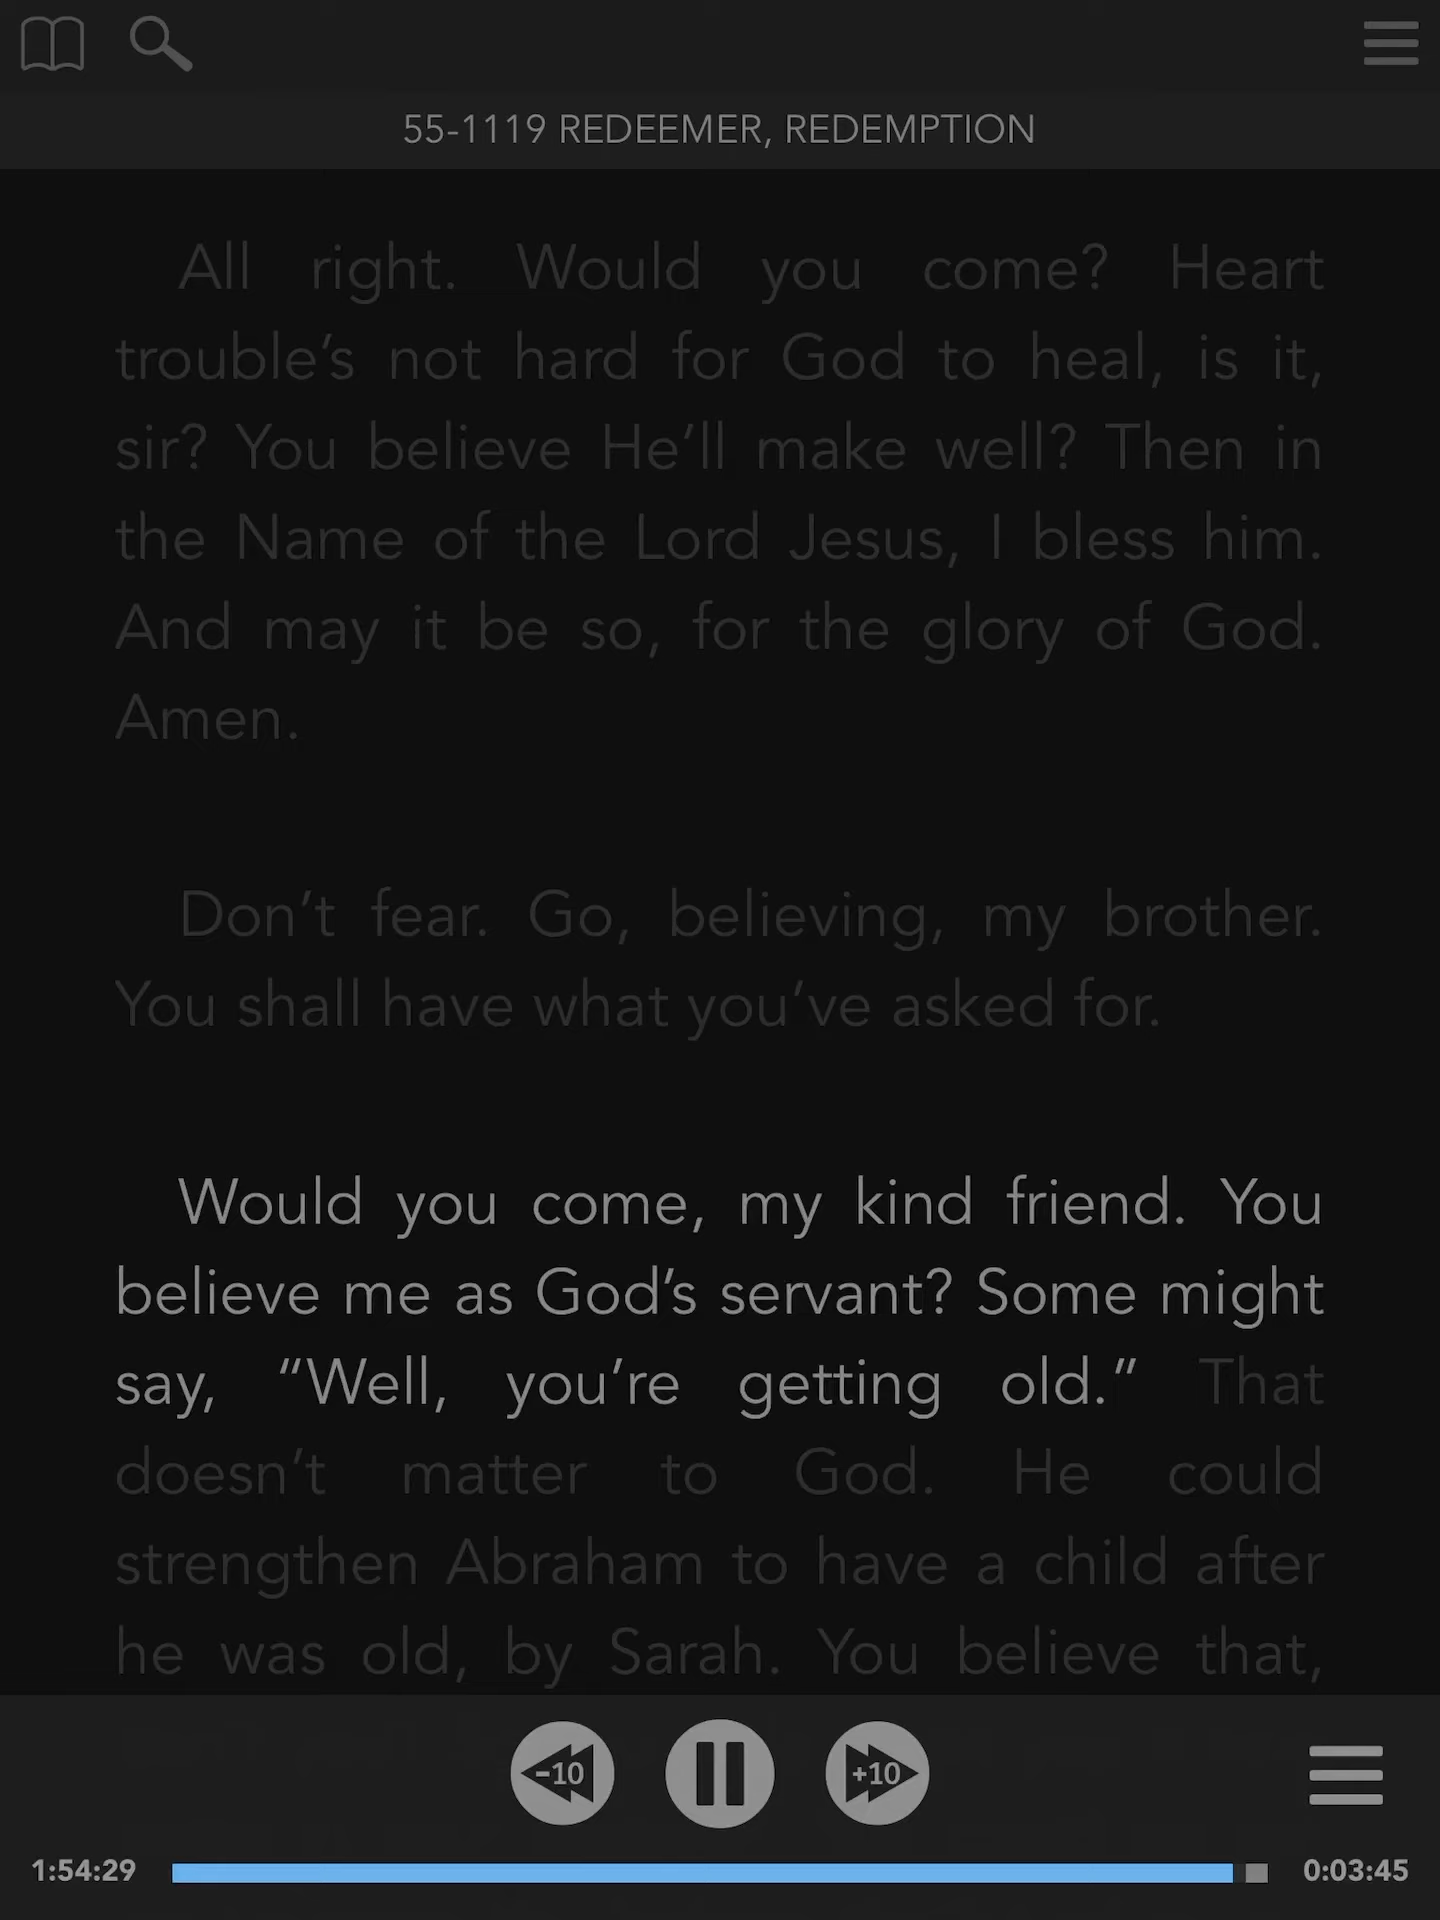 55-1119 REDEEMER, REDEMPTION
All right. Would you come? Heart
trouble’s not hard for God to heal, is it,
sir? You believe He’ll make well? Then in
the Name of the Lord Jesus, I bless him.
And may it be so, for the glory of God.
Amen.
Don’t fear. Go, believing, my brother.
You shall have what you’ve asked for.
Would you come, my kind friend. You
believe me as God’s servant? Some might
say, “Well, you’re getting old.” That
doesn’t matter to God. He could
strengthen Abraham to have a child after
he was old, by Sarah. You believe that,
-10 +10
1:54:29 0:03:45